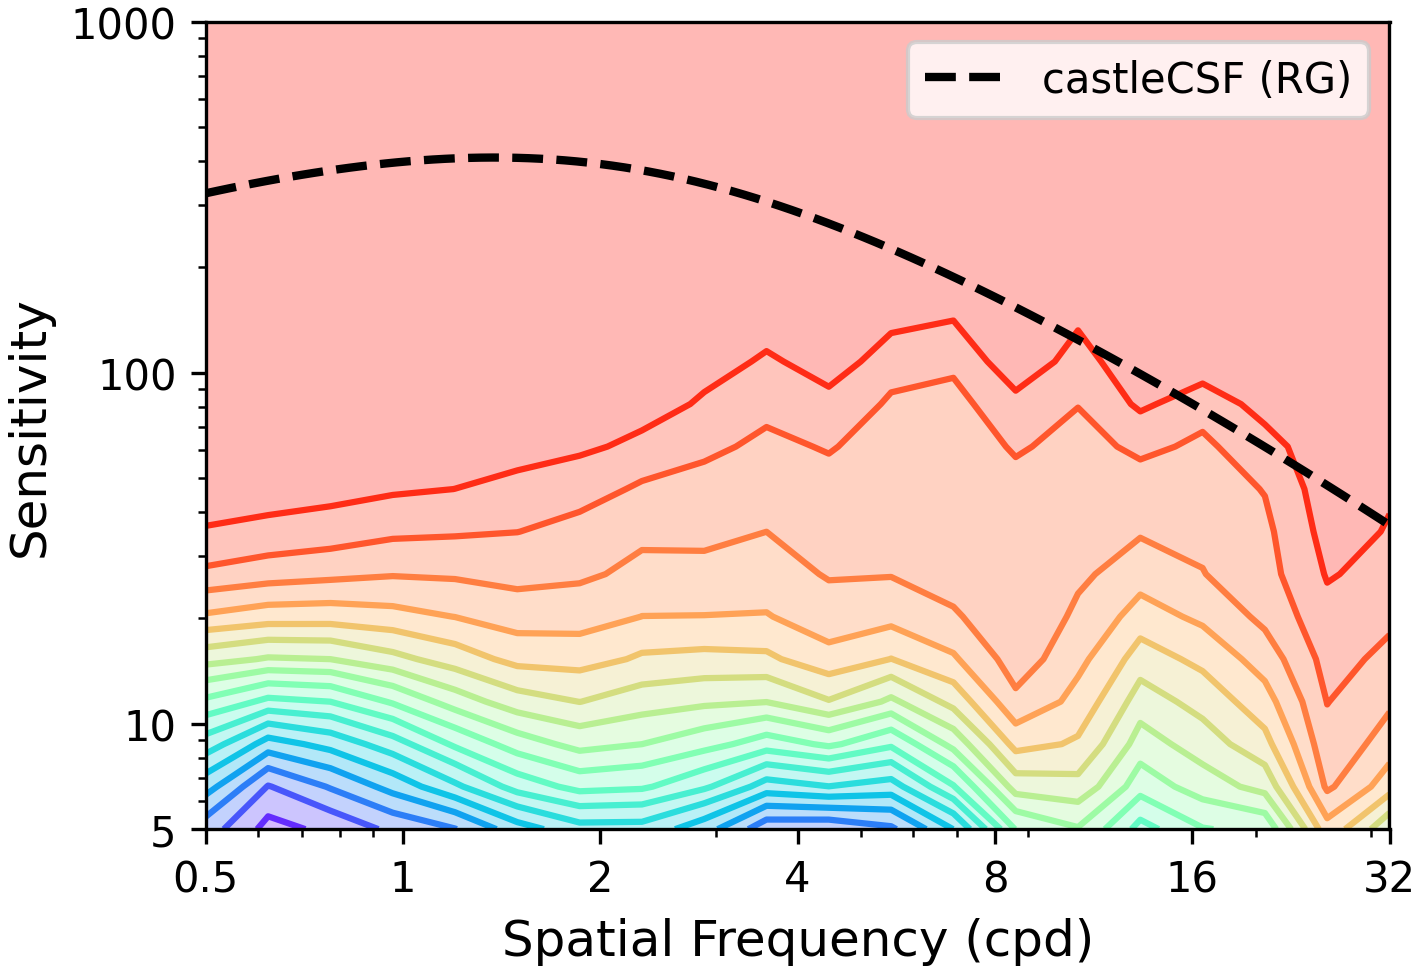 1000
castleCSF (RG)
Sensitivity
100
10
5
0.5 1 2 4 8 16 32
Spatial Frequency (cpd)